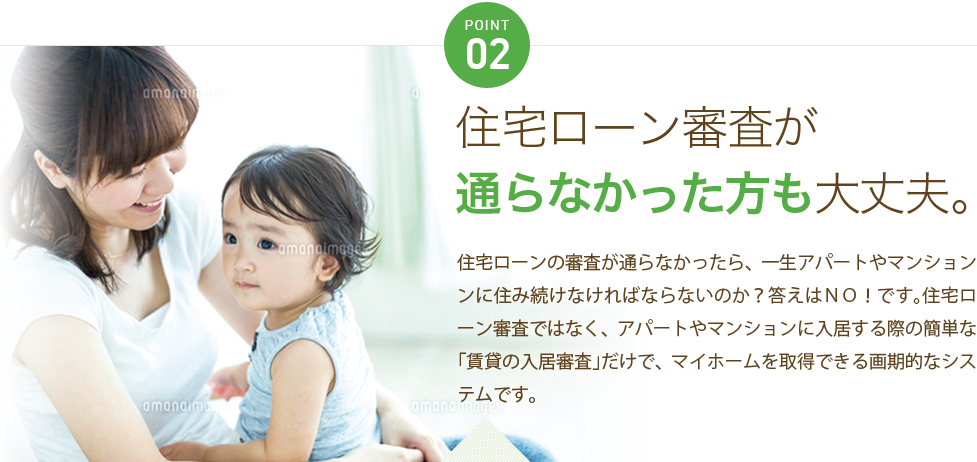 POINT
02
住宅ローン審査が
通らなかった方も大丈夫。
住宅ローンの審査が通らなかったら、一生アパートやマンション
ンに住み続けなければならないのか？答えはＮＯ！です。住宅ロ
ーン審査ではなく、アパートやマンションに入居する際の簡単な
「賃貸の入居審査」だけで、マイホームを取得できる画期的なシス
テムです。
amanaimages
amanaimages
amanaimages